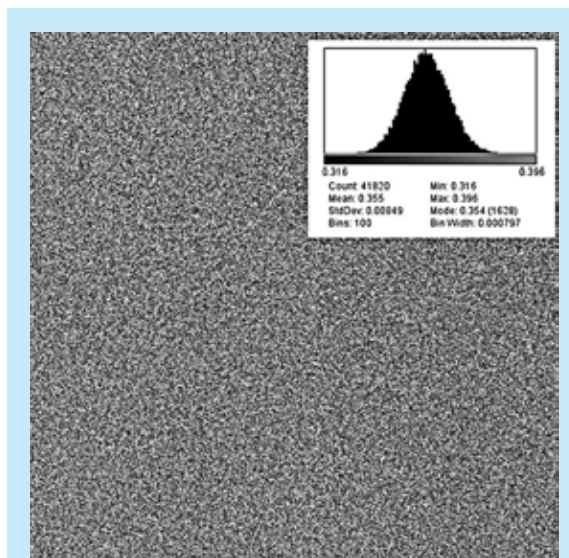 0.316 0.396
Count: 41820 Min: 0.316
Mean: 0.355 Max: 0.396
StdDev: 0.00849 Mode: 0.354 (1628)
Bins: 100 Bin Width: 0.000797